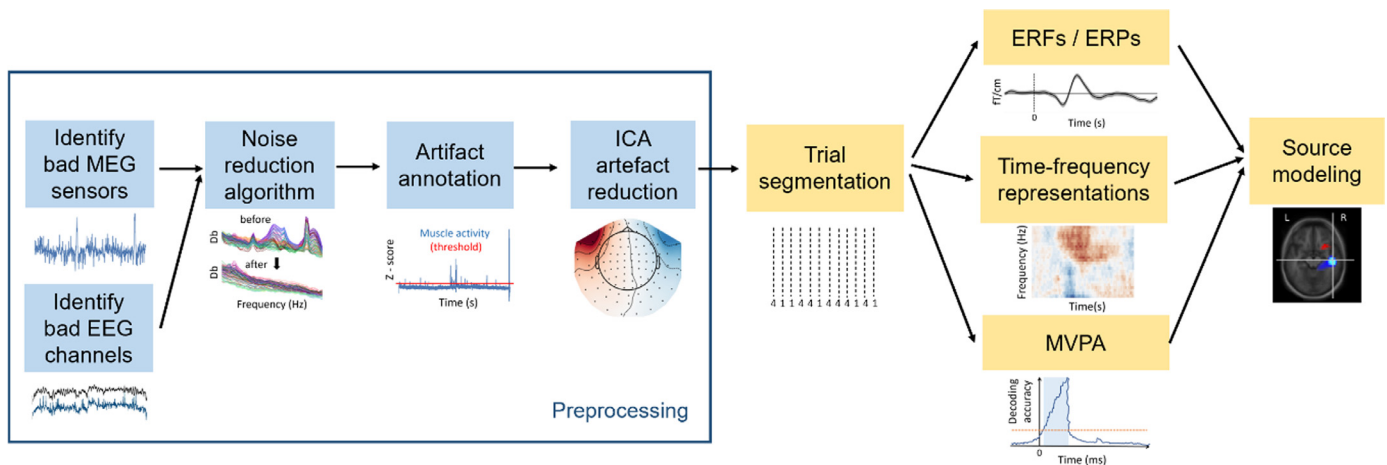 Identify
bad MEG
sensors
Identify
bad EEG
channels
Noise
reduction
algorithm
before
Db
after
Db
Frequency (Hz)
Artifact
annotation
Muscle activity
(threshold)
Z - score
Time (s)
ICA
artefact
reduction
Preprocessing
Trial
segmentation
4 1 1 4 4 1 4 4 4 1 4 1
ERFs / ERPs
fT/cm
0
Time (s)
Time-frequency
representations
Frequency (Hz)
Time(s)
MVPA
Decoding
accuracy
0
Time (ms)
Source
modeling
L R